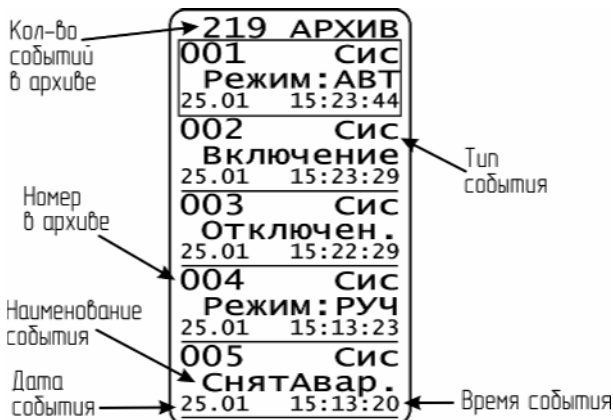 Кол-во
событий
в архиве
219 АРХИВ
001 Сис
Режим:АВТ
25.01 15:23:44
002 Сис
Включение
25.01 15:23:29
Тип
события
003 Сис
Отключен.
25.01 15:22:29
Номер
в архиве
004 Сис
Режим:РУЧ
25.01 15:13:23
Наименование
события
005 Сис
СнятАвар.
25.01 15:13:20
Дата
события
Время события